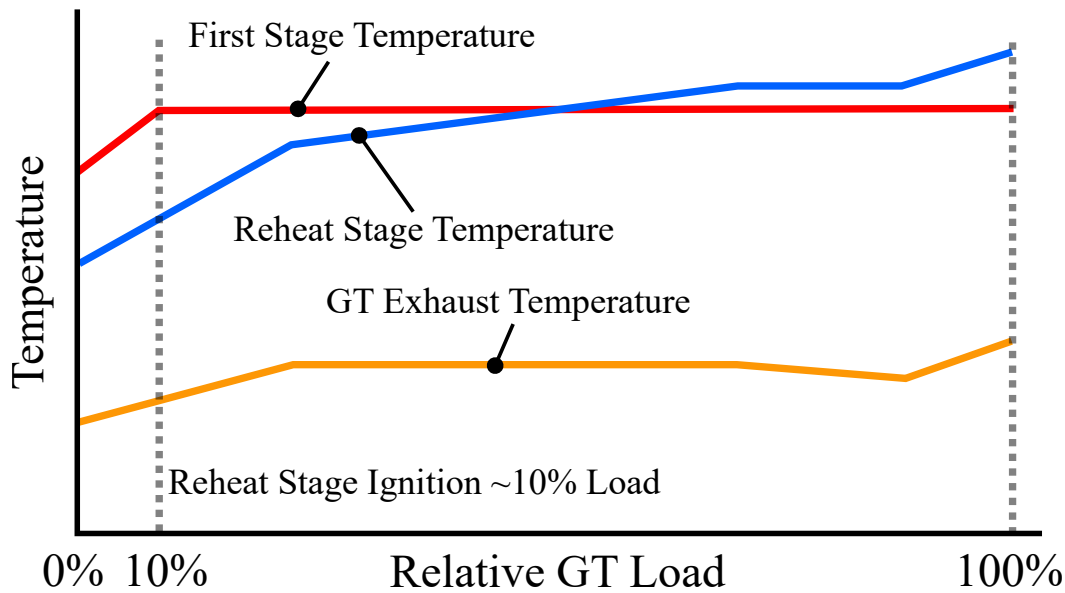 First Stage Temperature
Reheat Stage Temperature
GT Exhaust Temperature
Temperature
Reheat Stage Ignition ~10% Load
0% 10% Relative GT Load 100%